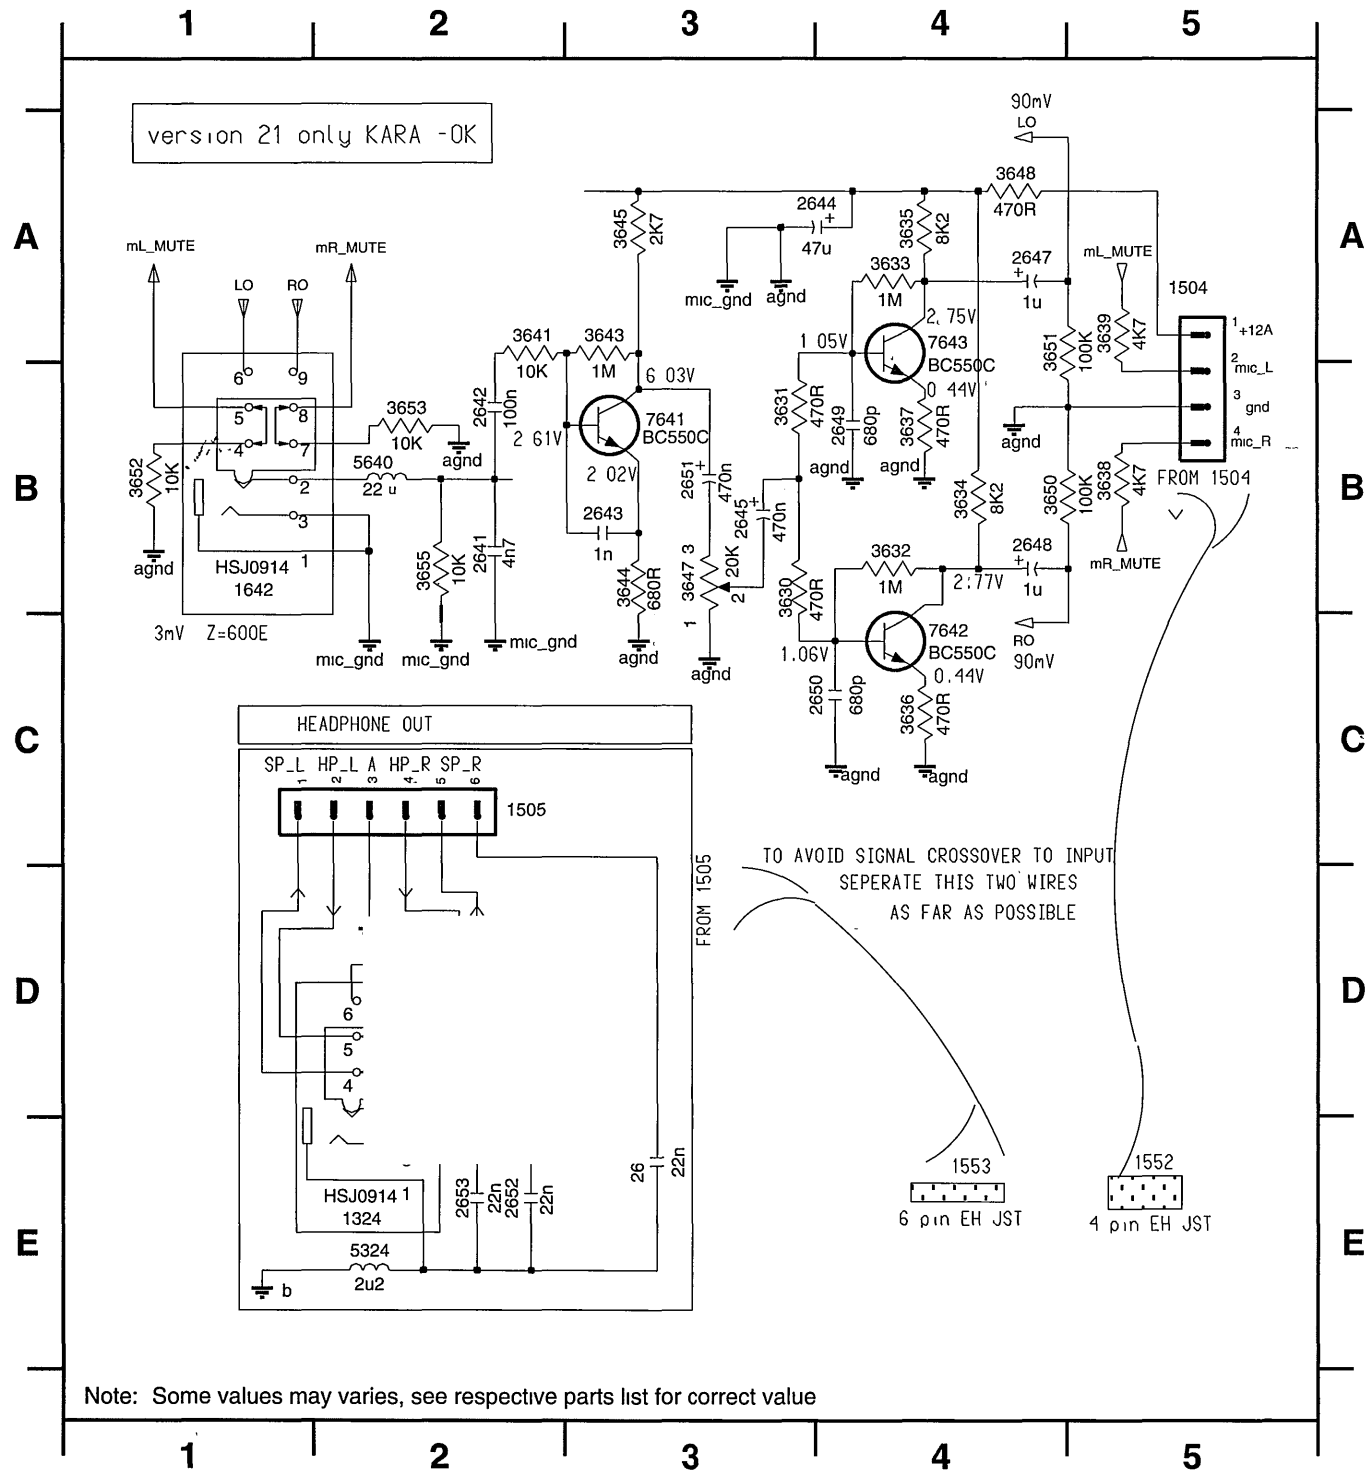 1 2 3 4 5
A
B
C
D
E
version 21 only KARA -OK
mL_MUTE
LO
RO
mR_MUTE
6
9
5
8
4
7
2
3
1
3652
10K
agnd
HSJ0914
1642
3mV Z=600E
3653
10K
agnd
5640
22 u
mic_gnd
3655
10K
mic_gnd
2642
100n
2641
4n7
mic_gnd
3641
10K
3643
1M
3645
2K7
6 03V
2 61V
7641
BC550C
2 02V
2643
1n
3644
680R
agnd
2651
+
470n
3647
3
20K
2
1
agnd
2645
+
470n
2644
+
47u
mic_gnd
agnd
3635
8K2
3633
1M
2.75V
1 05V
7643
BC550C
0 44V
3631
470R
2649
680p
agnd
3637
470R
agnd
3630
470R
3634
8K2
3632
1M
2.77V
1.06V
7642
BC550C
0.44V
2650
680p
agnd
3636
470R
agnd
90mV
LO
3648
470R
2647
+
1u
3651
100K
agnd
3650
100K
2648
+
1u
RO
90mV
mL_MUTE
3639
4K7
1504
1
+12A
2
mic_L
3
gnd
4
mic_R
FROM 1504
3638
4K7
mR_MUTE
HEADPHONE OUT
SP_L HP_L A HP_R SP_R
1 2 3 4 5 6
1505
6
5
4
HSJ0914 1
1324
5324
2u2
b
2653
22n
2652
22n
26
22n
FROM 1505
TO AVOID SIGNAL CROSSOVER TO INPUT
SEPERATE THIS TWO WIRES
AS FAR AS POSSIBLE
1553
6 pin EH JST
1552
4 pin EH JST
A
B
C
D
E
Note: Some values may varies, see respective parts list for correct value
1 2 3 4 5